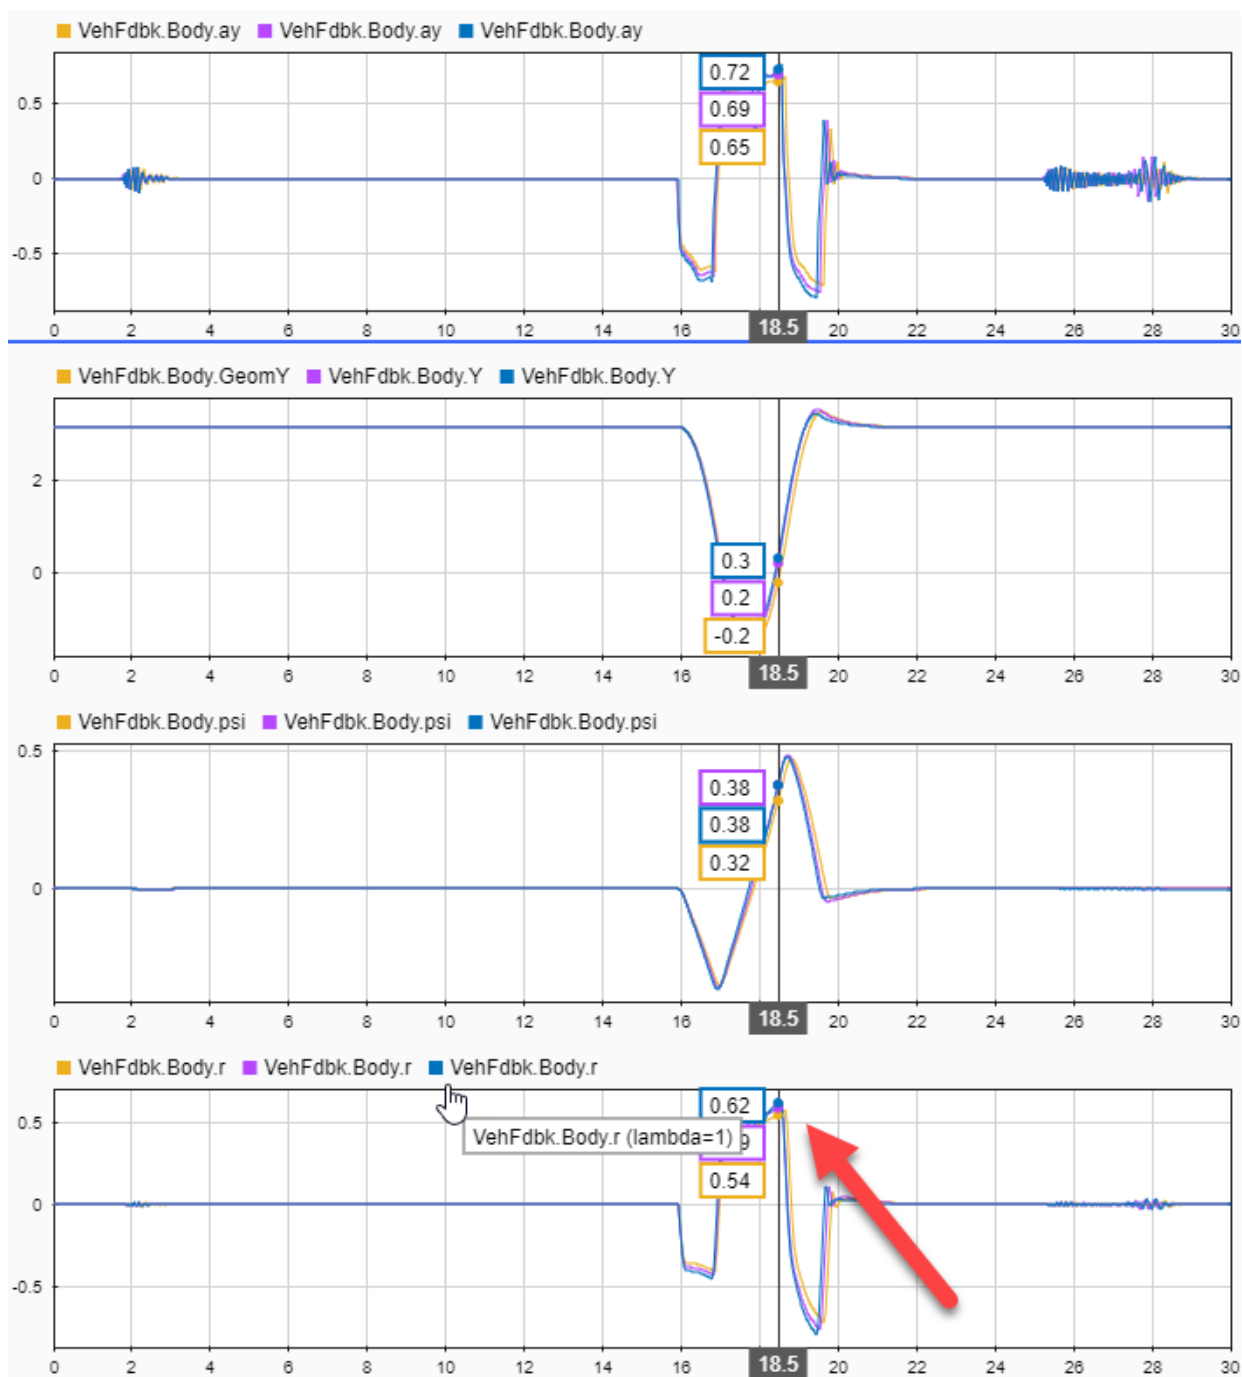 VehFdbk.Body.ay VehFdbk.Body.ay VehFdbk.Body.ay
0.72
0.5
0.69
0.65
0
-0.5
0 2 4 6 8 10 12 14 16 18.5 20 22 24 26 28 30
VehFdbk.Body.GeomY VehFdbk.Body.Y VehFdbk.Body.Y
2
0.3
0
0.2
-0.2
0 2 4 6 8 10 12 14 16 18.5 20 22 24 26 28 30
VehFdbk.Body.psi VehFdbk.Body.psi VehFdbk.Body.psi
0.5
0.38
0.38
0.32
0
0 2 4 6 8 10 12 14 16 18.5 20 22 24 26 28 30
VehFdbk.Body.r VehFdbk.Body.r VehFdbk.Body.r
0.62
0.5
VehFdbk.Body.r (lambda=1) 9
0.54
0
-0.5
0 2 4 6 8 10 12 14 16 18.5 20 22 24 26 28 30